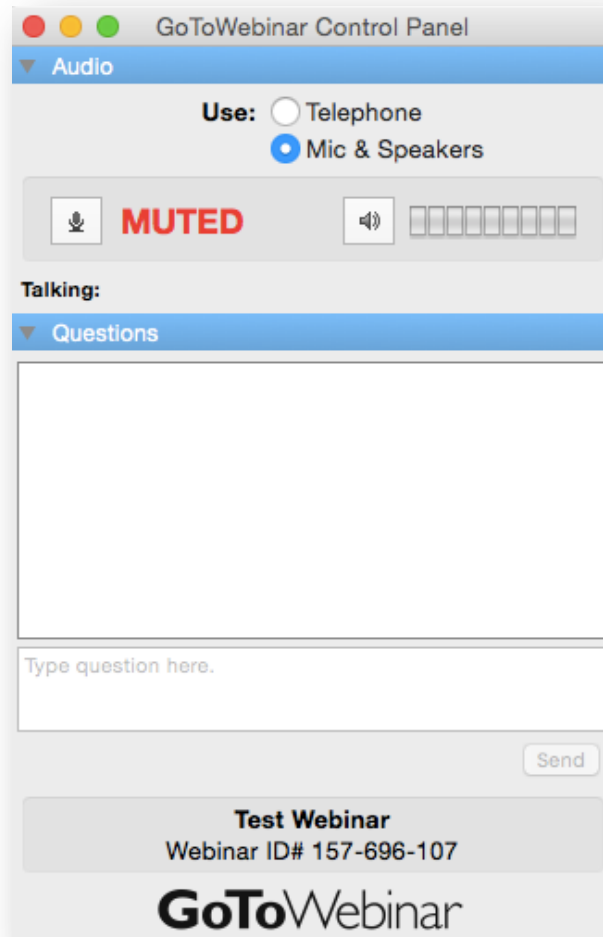 GoToWebinar Control Panel
Audio
Use: Telephone
Mic & Speakers
MUTED
Talking:
Questions
Type question here.
Send
Test Webinar
Webinar ID# 157-696-107
GoToWebinar